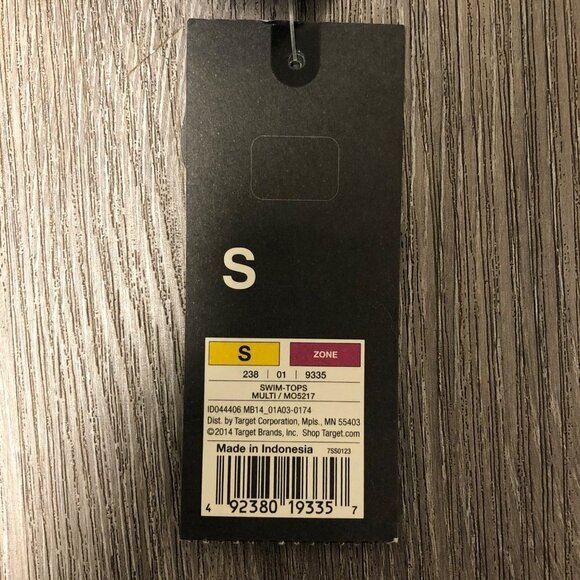 S
S ZONE
238 | 01 | 9335
SWIM-TOPS
MULTI / MO5217
ID044406 MB14_01A03-0174
Dist. by Target Corporation, Mpls., MN 55403
©2014 Target Brands, Inc. Shop Target.com
Made in Indonesia 7SS0123
4 92380 19335 7